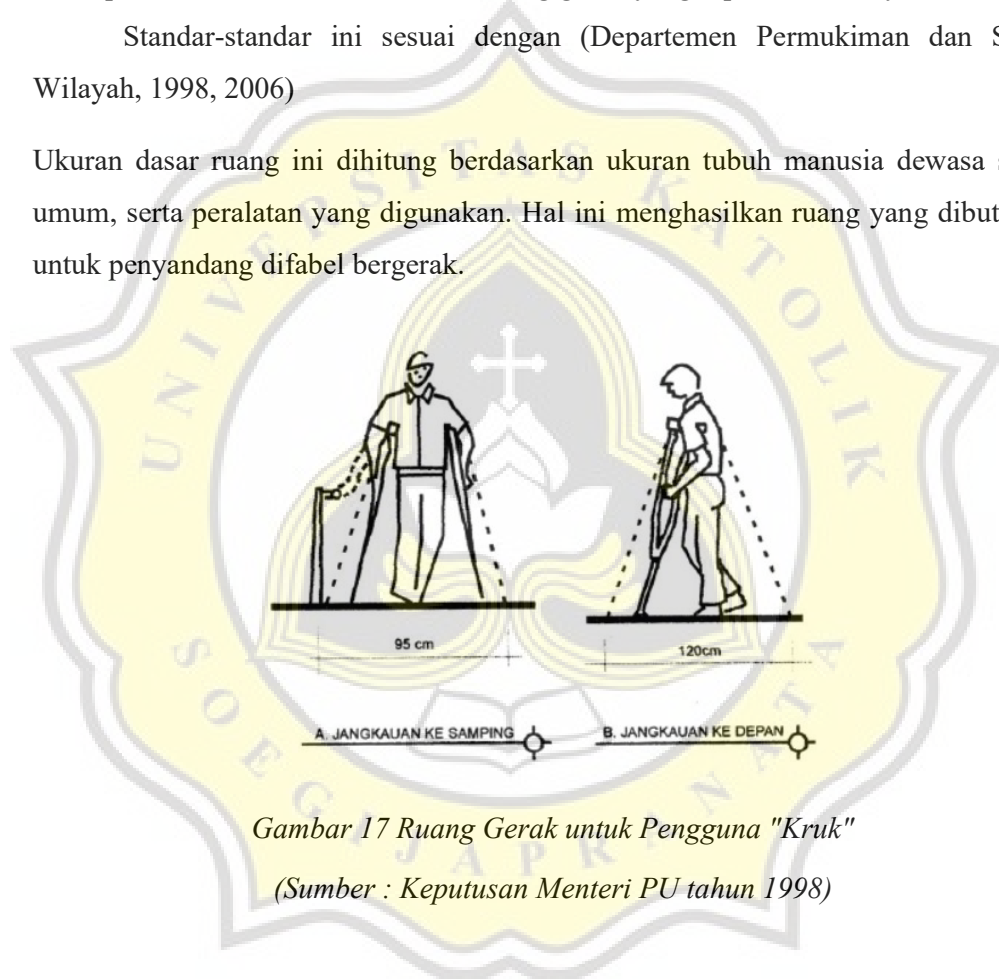 Standar-standar ini sesuai dengan (Departemen Permukiman dan
Wilayah, 1998, 2006)
Ukuran dasar ruang ini dihitung berdasarkan ukuran tubuh manusia dewasa
umum, serta peralatan yang digunakan. Hal ini menghasilkan ruang yang
untuk penyandang difabel bergerak.
UNIVERSITAS KATOLIK
95 cm
120cm
A. JANGKAUAN KE SAMPING
B. JANGKAUAN KE DEPAN
SOEGIJAPRANATA
Gambar 17 Ruang Gerak untuk Pengguna "Kruk"
(Sumber : Keputusan Menteri PU tahun 1998)